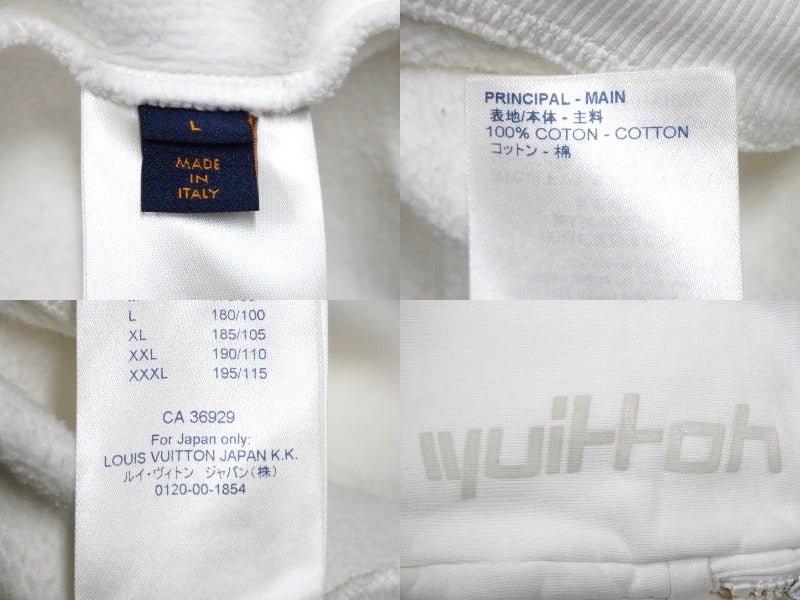 L
MADE
IN
ITALY
PRINCIPAL - MAIN
表地/本体 - 主料
100% COTON - COTTON
コットン - 棉
L 180/100
XL 185/105
XXL 190/110
XXXL 195/115
CA 36929
For Japan only:
LOUIS VUITTON JAPAN K.K.
ルイ・ヴィトン ジャパン(株)
0120-00-1854
vuitton